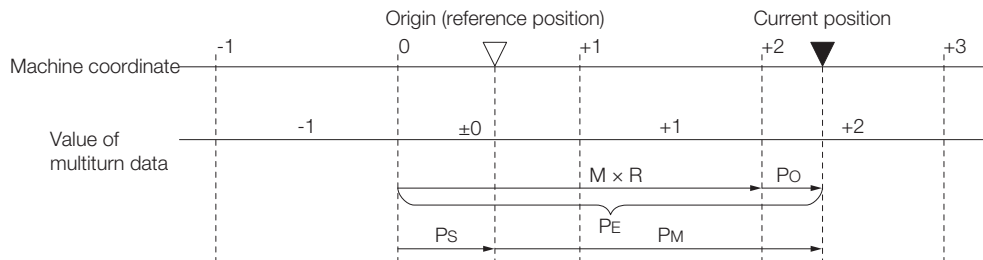 Origin (reference position) Current position
-1 0 +1 +2 +3
Machine coordinate
-1 ±0 +1 +2
Value of
multiturn data
M × R PO
PE
PS PM